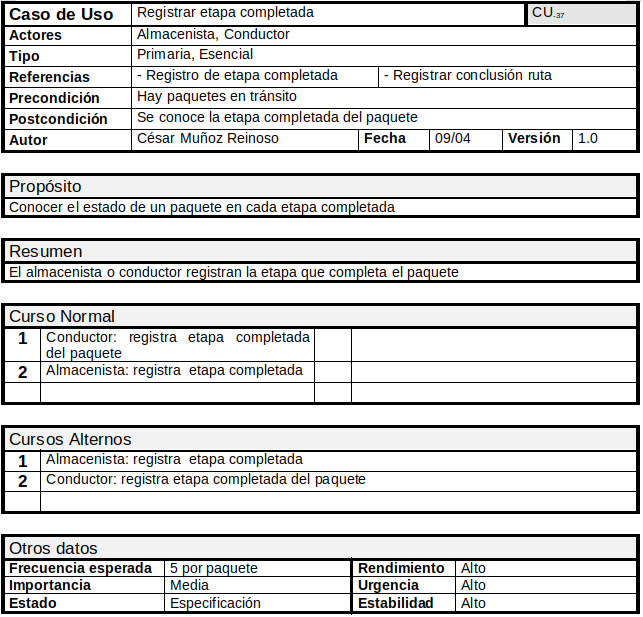 Caso de Uso Registrar etapa completada CU-37
Actores Almacenista, Conductor
Tipo Primaria, Esencial
Referencias - Registro de etapa completada - Registrar conclusión ruta
Precondición Hay paquetes en tránsito
Postcondición Se conoce la etapa completada del paquete
Autor César Muñoz Reinoso Fecha 09/04 Versión 1.0
Propósito
Conocer el estado de un paquete en cada etapa completada
Resumen
El almacenista o conductor registran la etapa que completa el paquete
Curso Normal
1 Conductor: registra etapa completada
del paquete
2 Almacenista: registra etapa completada
Cursos Alternos
1 Almacenista: registra etapa completada
2 Conductor: registra etapa completada del paquete
Otros datos
Frecuencia esperada 5 por paquete Rendimiento Alto
Importancia Media Urgencia Alto
Estado Especificación Estabilidad Alto